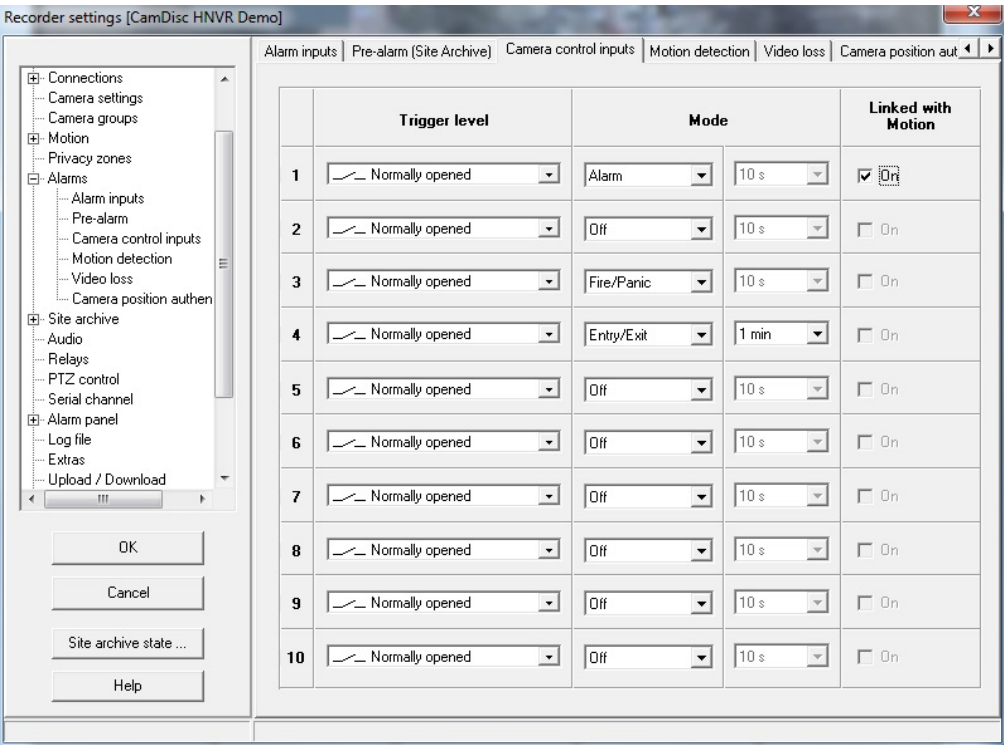 Recorder settings [CamDisc HNVR Demo]
x
Alarm inputs Pre-alarm (Site Archive) Camera control inputs Motion detection Video loss Camera position aut
Connections
Camera settings
Camera groups
Motion
Privacy zones
Alarms
Alarm inputs
Pre-alarm
Camera control inputs
Motion detection
Video loss
Camera position authen
Site archive
Audio
Relays
PTZ control
Serial channel
Alarm panel
Log file
Extras
Upload / Download
OK
Cancel
Site archive state ...
Help
Trigger level Mode Linked with
Motion
1 Normally opened Alarm 10 s On
2 Normally opened Off 10 s On
3 Normally opened Fire/Panic 10 s On
4 Normally opened Entry/Exit 1 min On
5 Normally opened Off 10 s On
6 Normally opened Off 10 s On
7 Normally opened Off 10 s On
8 Normally opened Off 10 s On
9 Normally opened Off 10 s On
10 Normally opened Off 10 s On